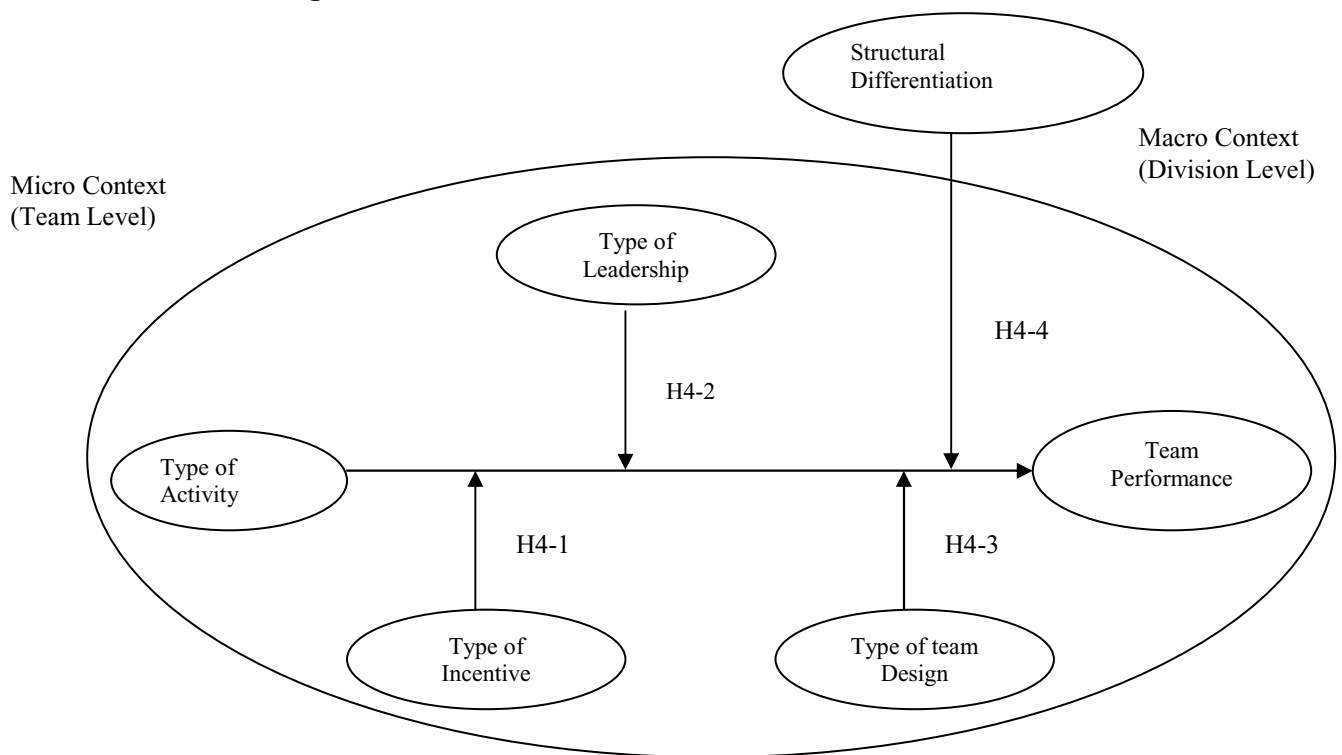 Structural
Differentiation
Macro Context
(Division Level)
Micro Context
(Team Level)
Type of
Leadership
H4-4
H4-2
Type of
Activity
Team
Performance
H4-1
H4-3
Type of
Incentive
Type of team
Design